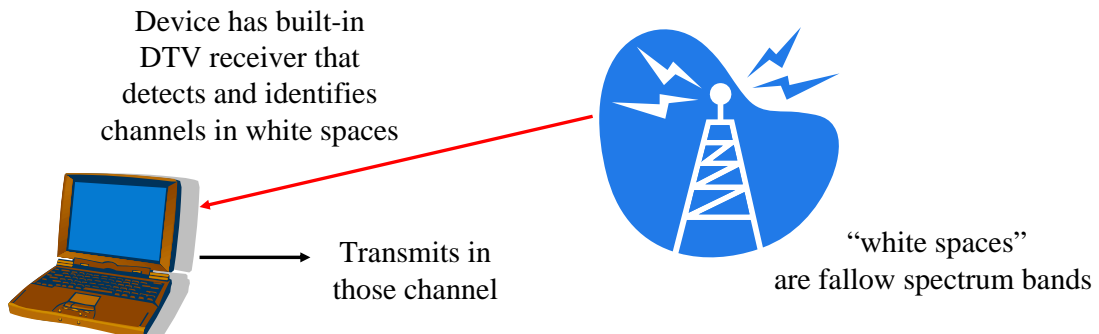 Device has built-in
DTV receiver that
detects and identifies
channels in white spaces
Transmits in
those channel
“white spaces”
are fallow spectrum bands